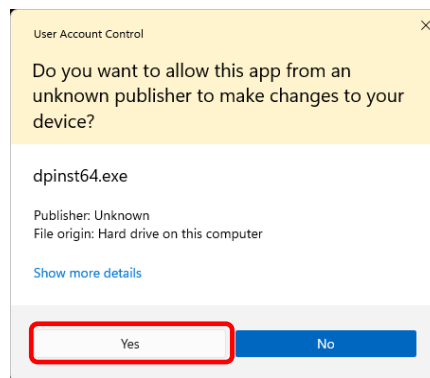 User Account Control
Do you want to allow this app from an
unknown publisher to make changes to your
device?
dpinst64.exe
Publisher: Unknown
File origin: Hard drive on this computer
Show more details
Yes
No